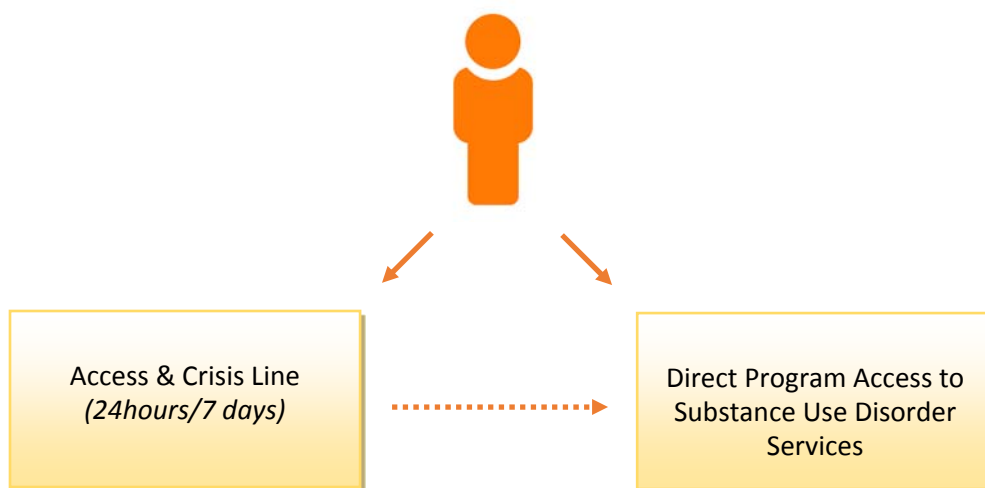 Access & Crisis Line
(24hours/7 days)
Direct Program Access to
Substance Use Disorder
Services